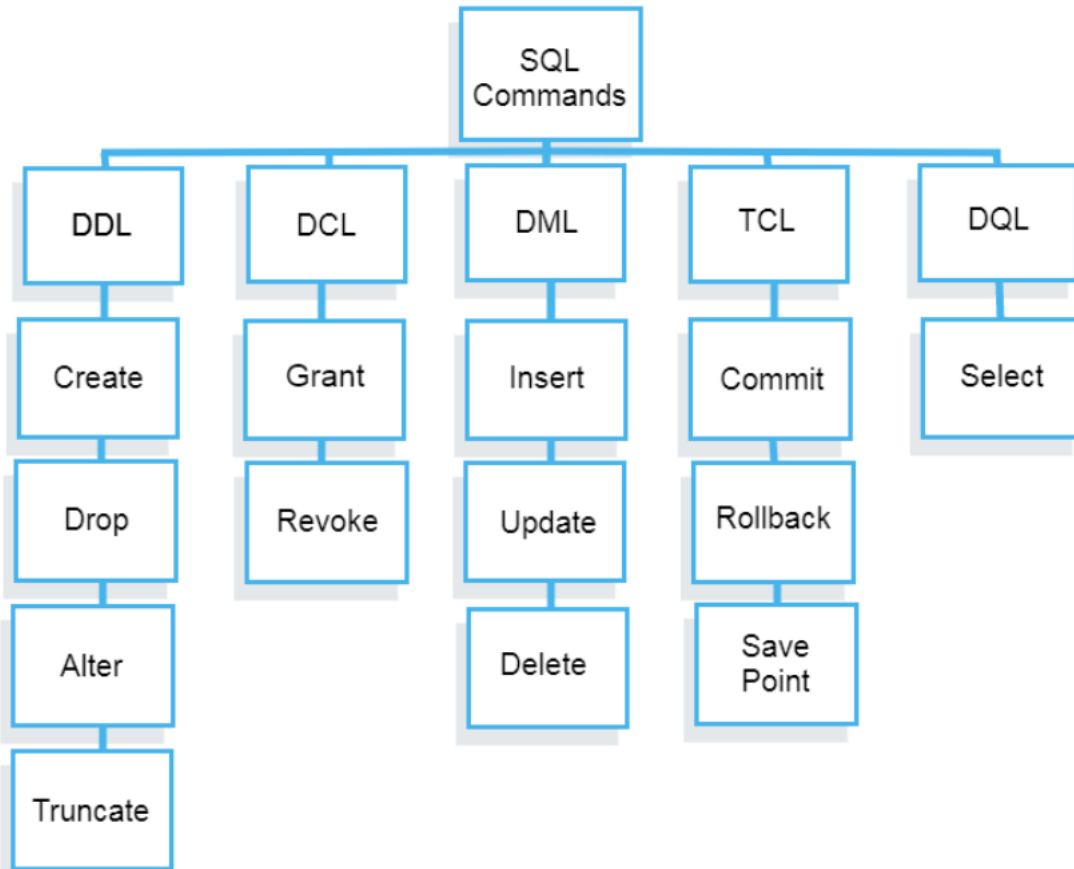 SQL
Commands
DDL
DCL
DML
TCL
DQL
Create
Grant
Insert
Commit
Select
Drop
Revoke
Update
Rollback
Alter
Delete
Save
Point
Truncate